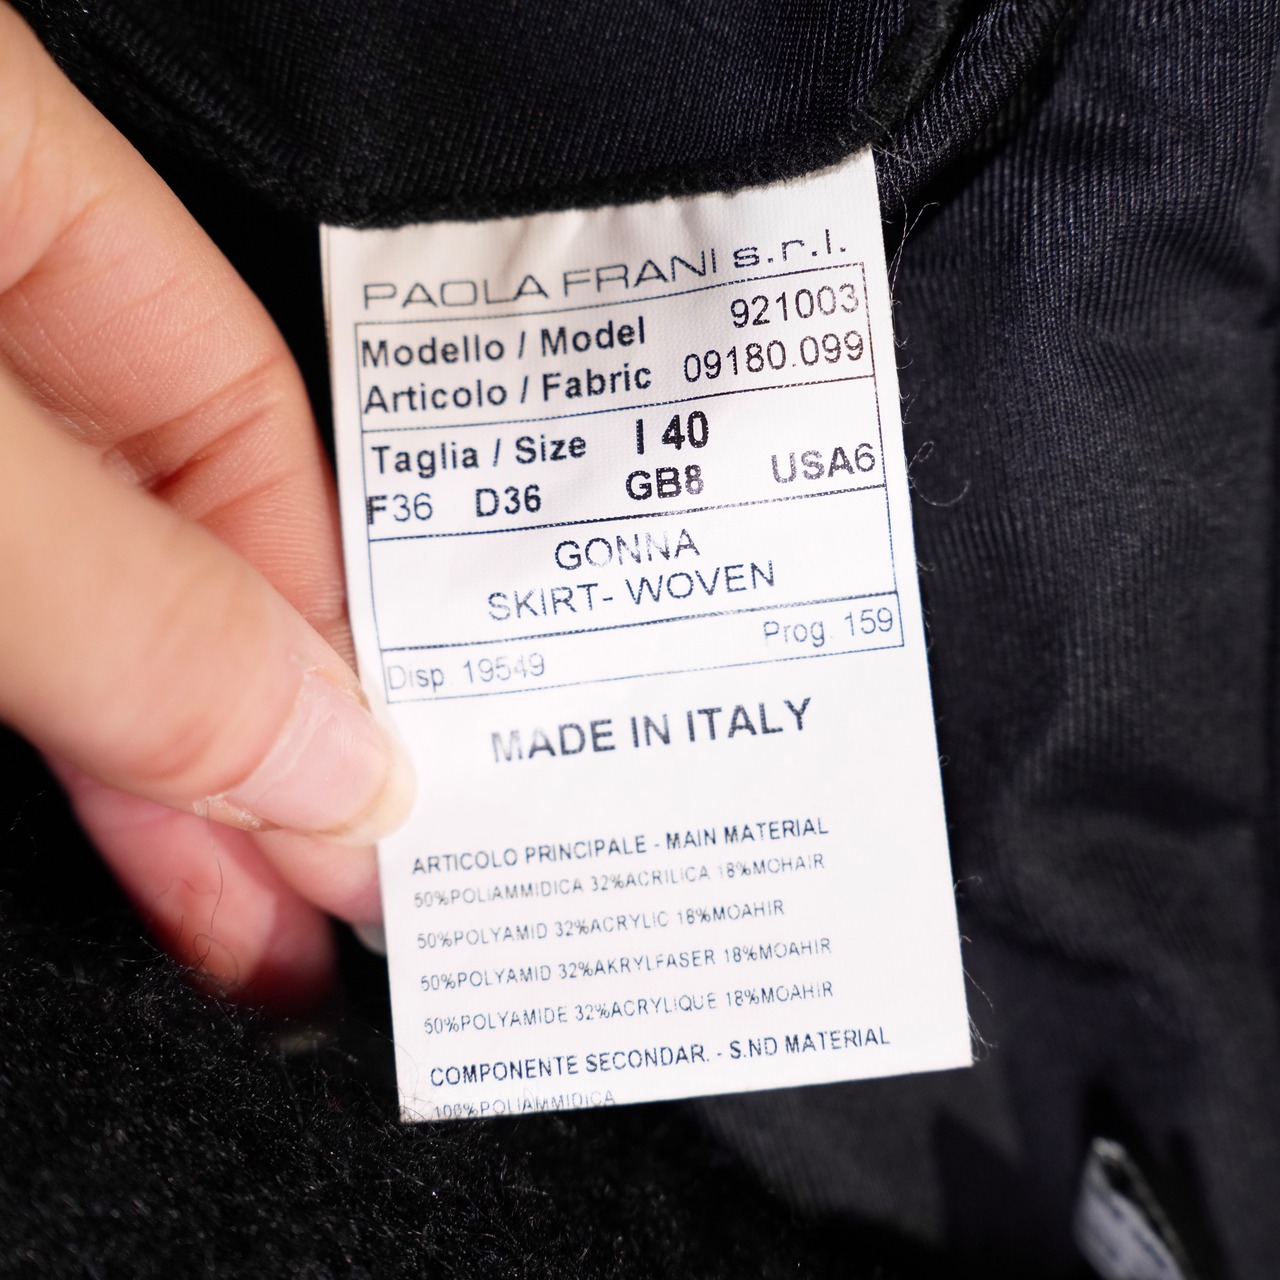 PAOLA FRANI s.r.l.
Modello / Model 921003
Articolo / Fabric 09180.099
Taglia / Size I 40
F36 D36 GB8 USA6
GONNA
SKIRT- WOVEN
Prog. 159
Disp. 19549
MADE IN ITALY
ARTICOLO PRINCIPALE - MAIN MATERIAL
50%POLIAMMIDICA 32%ACRILICA 18%MOHAIR
50%POLYAMID 32%ACRYLIC 18%MOAHIR
50%POLYAMID 32%AKRYLFASER 18%MOAHIR
50%POLYAMIDE 32%ACRYLIQUE 18%MOAHIR
COMPONENTE SECONDAR. - S.ND MATERIAL
100%POLIAMMIDICA